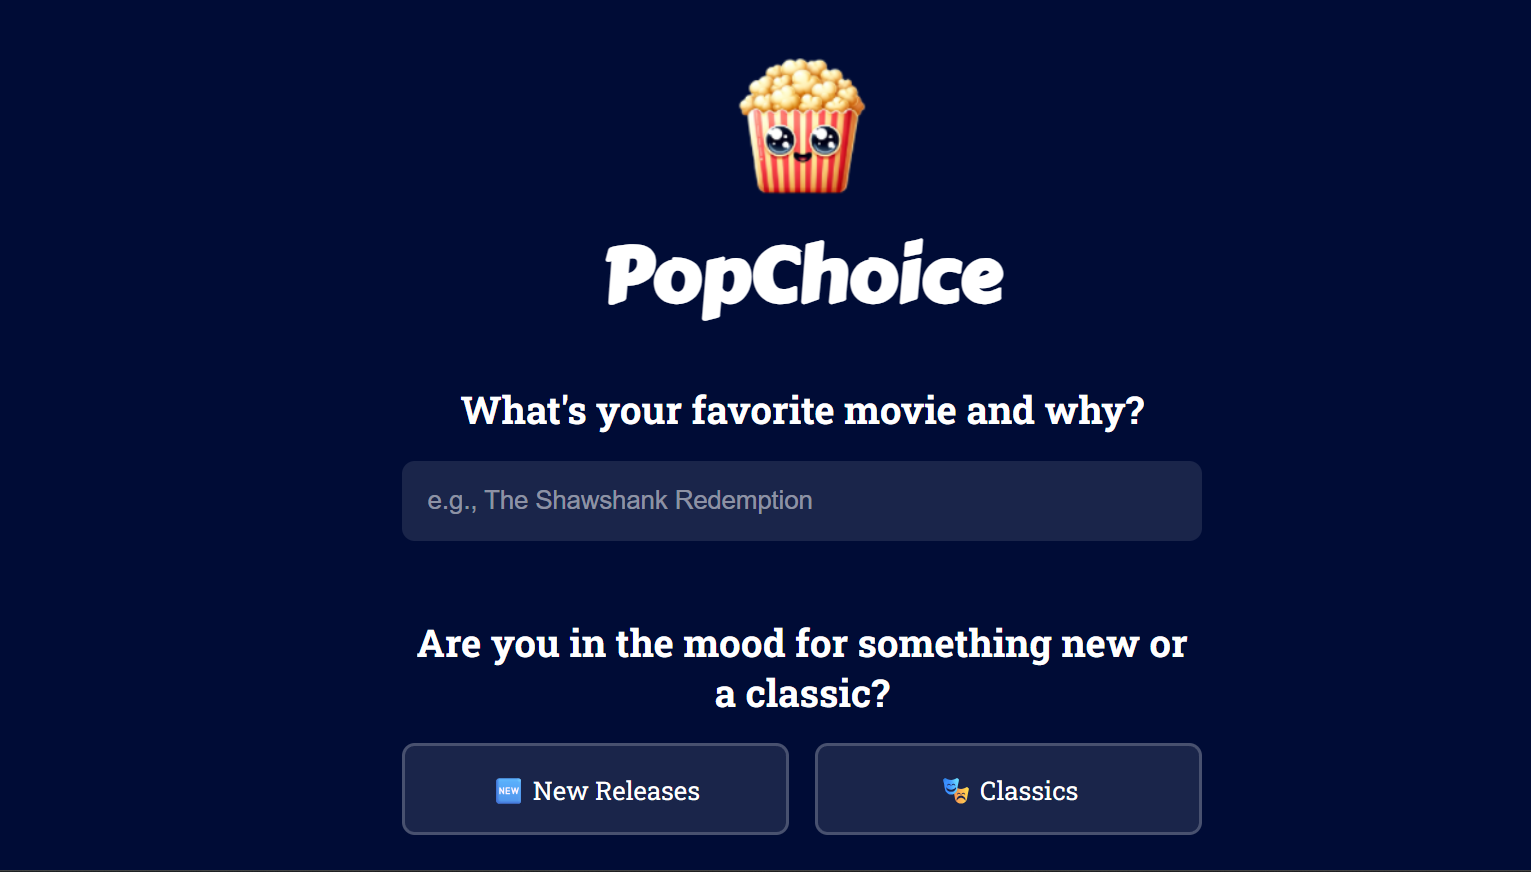 PopChoice
What's your favorite movie and why?
e.g., The Shawshank Redemption
Are you in the mood for something new or
a classic?
NEW New Releases
Classics